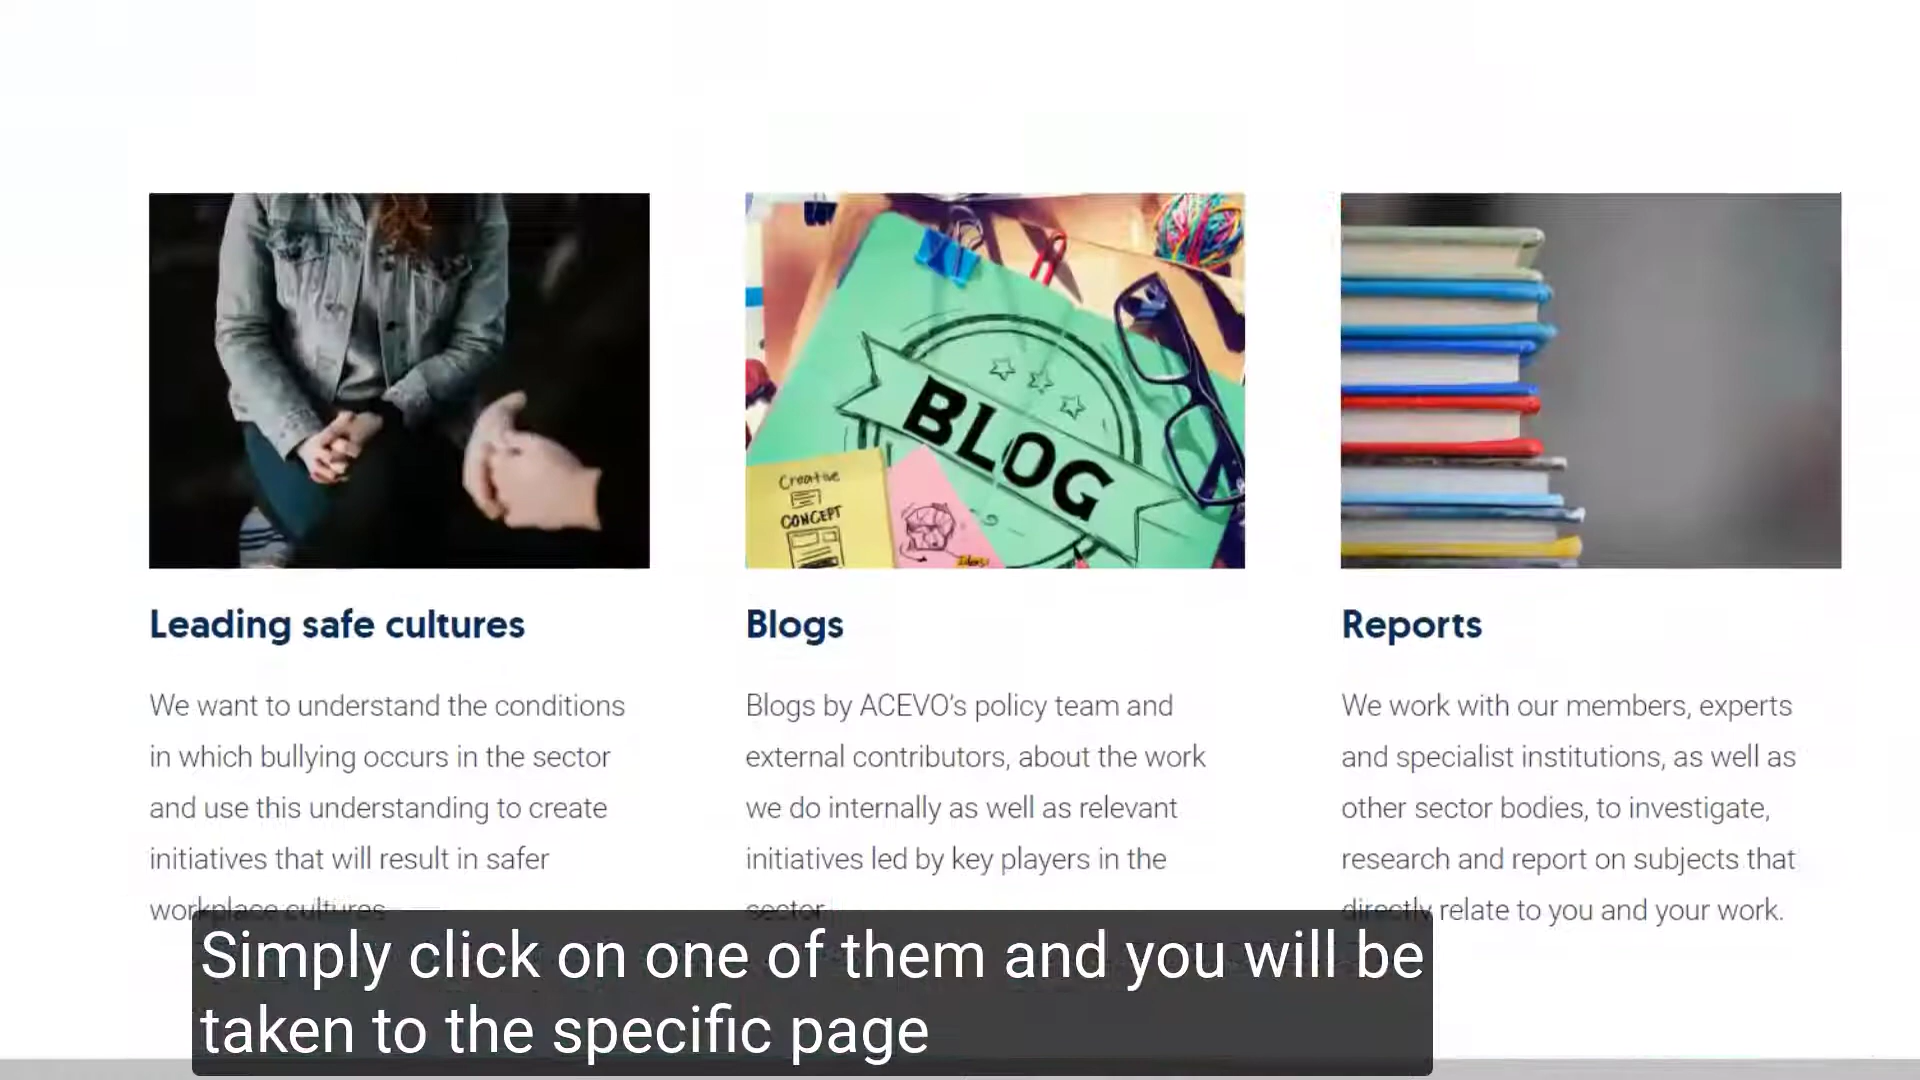 BLOG
Creative
CONCEPT
Ideas
Leading safe cultures
We want to understand the conditions
in which bullying occurs in the sector
and use this understanding to create
initiatives that will result in safer
workplace cultures
Blogs
Blogs by ACEVO's policy team and
external contributors, about the work
we do internally as well as relevant
initiatives led by key players in the
sector
Reports
We work with our members, experts
and specialist institutions, as well as
other sector bodies, to investigate,
research and report on subjects that
directly relate to you and your work.
Simply click on one of them and you will be
taken to the specific page